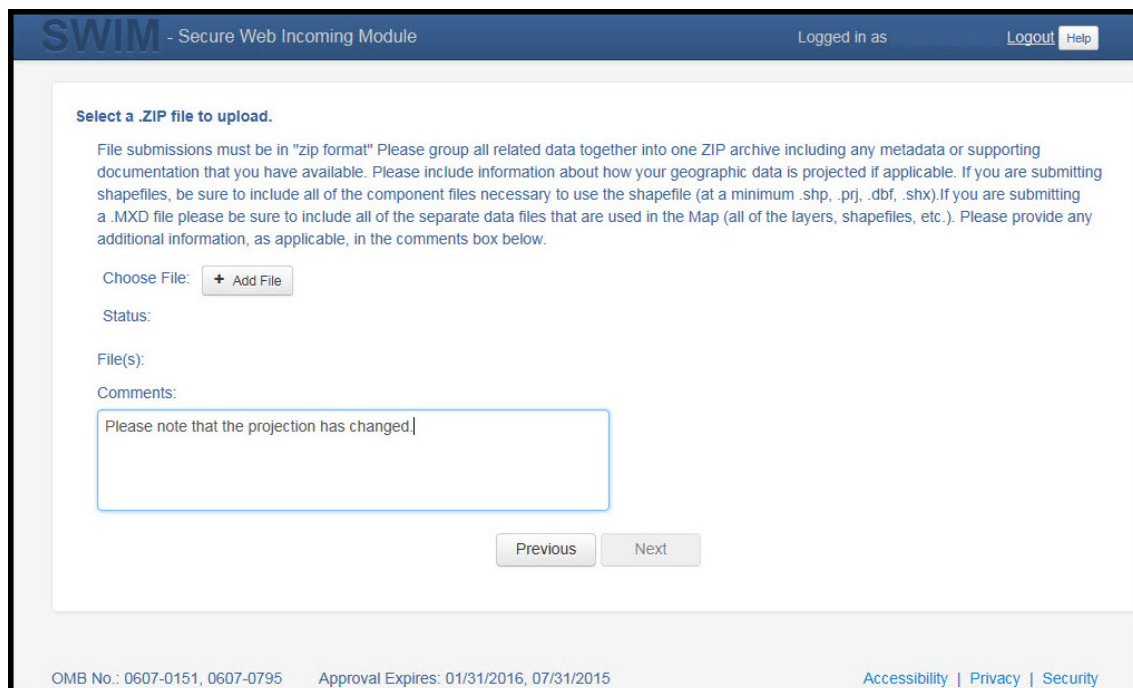 SWIM - Secure Web Incoming Module Logged in as Logout Help
Select a .ZIP file to upload.
File submissions must be in "zip format" Please group all related data together into one ZIP archive including any metadata or supporting
documentation that you have available. Please include information about how your geographic data is projected if applicable. If you are submitting
shapefiles, be sure to include all of the component files necessary to use the shapefile (at a minimum .shp, .prj, .dbf, .shx).If you are submitting
a .MXD file please be sure to include all of the separate data files that are used in the Map (all of the layers, shapefiles, etc.). Please provide any
additional information, as applicable, in the comments box below.
Choose File: + Add File
Status:
File(s):
Comments:
Please note that the projection has changed.
Previous Next
OMB No.: 0607-0151, 0607-0795 Approval Expires: 01/31/2016, 07/31/2015 Accessibility | Privacy | Security